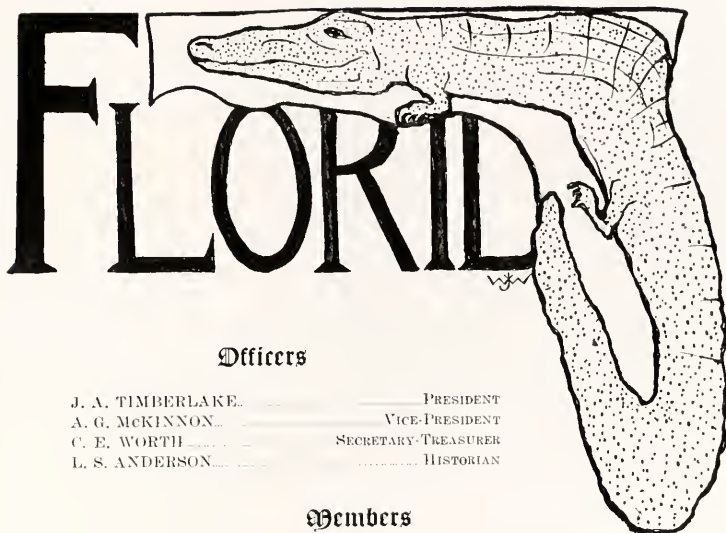 FLORID
Officers
J. A. TIMBERLAKE PRESIDENT
A. G. McKINNON VICE-PRESIDENT
C. E. WORTH SECRETARY-TREASURER
L. S. ANDERSON HISTORIAN
Members